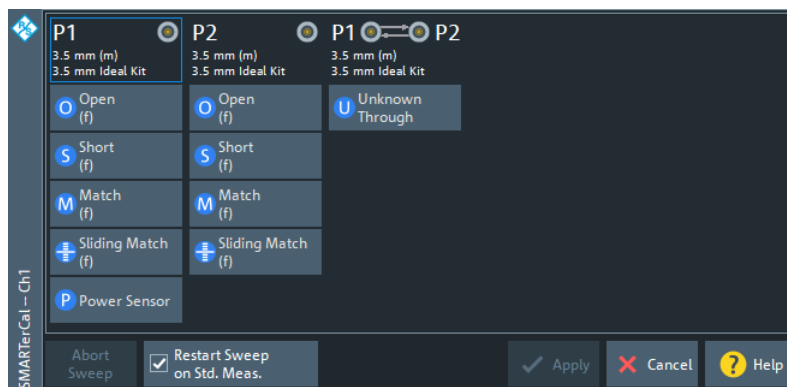 P1
3.5 mm (m)
3.5 mm Ideal Kit
O Open
(f)
S Short
(f)
M Match
(f)
Sliding Match
(f)
P Power Sensor
P2
3.5 mm (m)
3.5 mm Ideal Kit
O Open
(f)
S Short
(f)
M Match
(f)
Sliding Match
(f)
P1 P2
3.5 mm (m)
3.5 mm Ideal Kit
U Unknown
Through
SMARTerCal – Ch1
Abort
Sweep
Restart Sweep
on Std. Meas.
Apply
Cancel
? Help